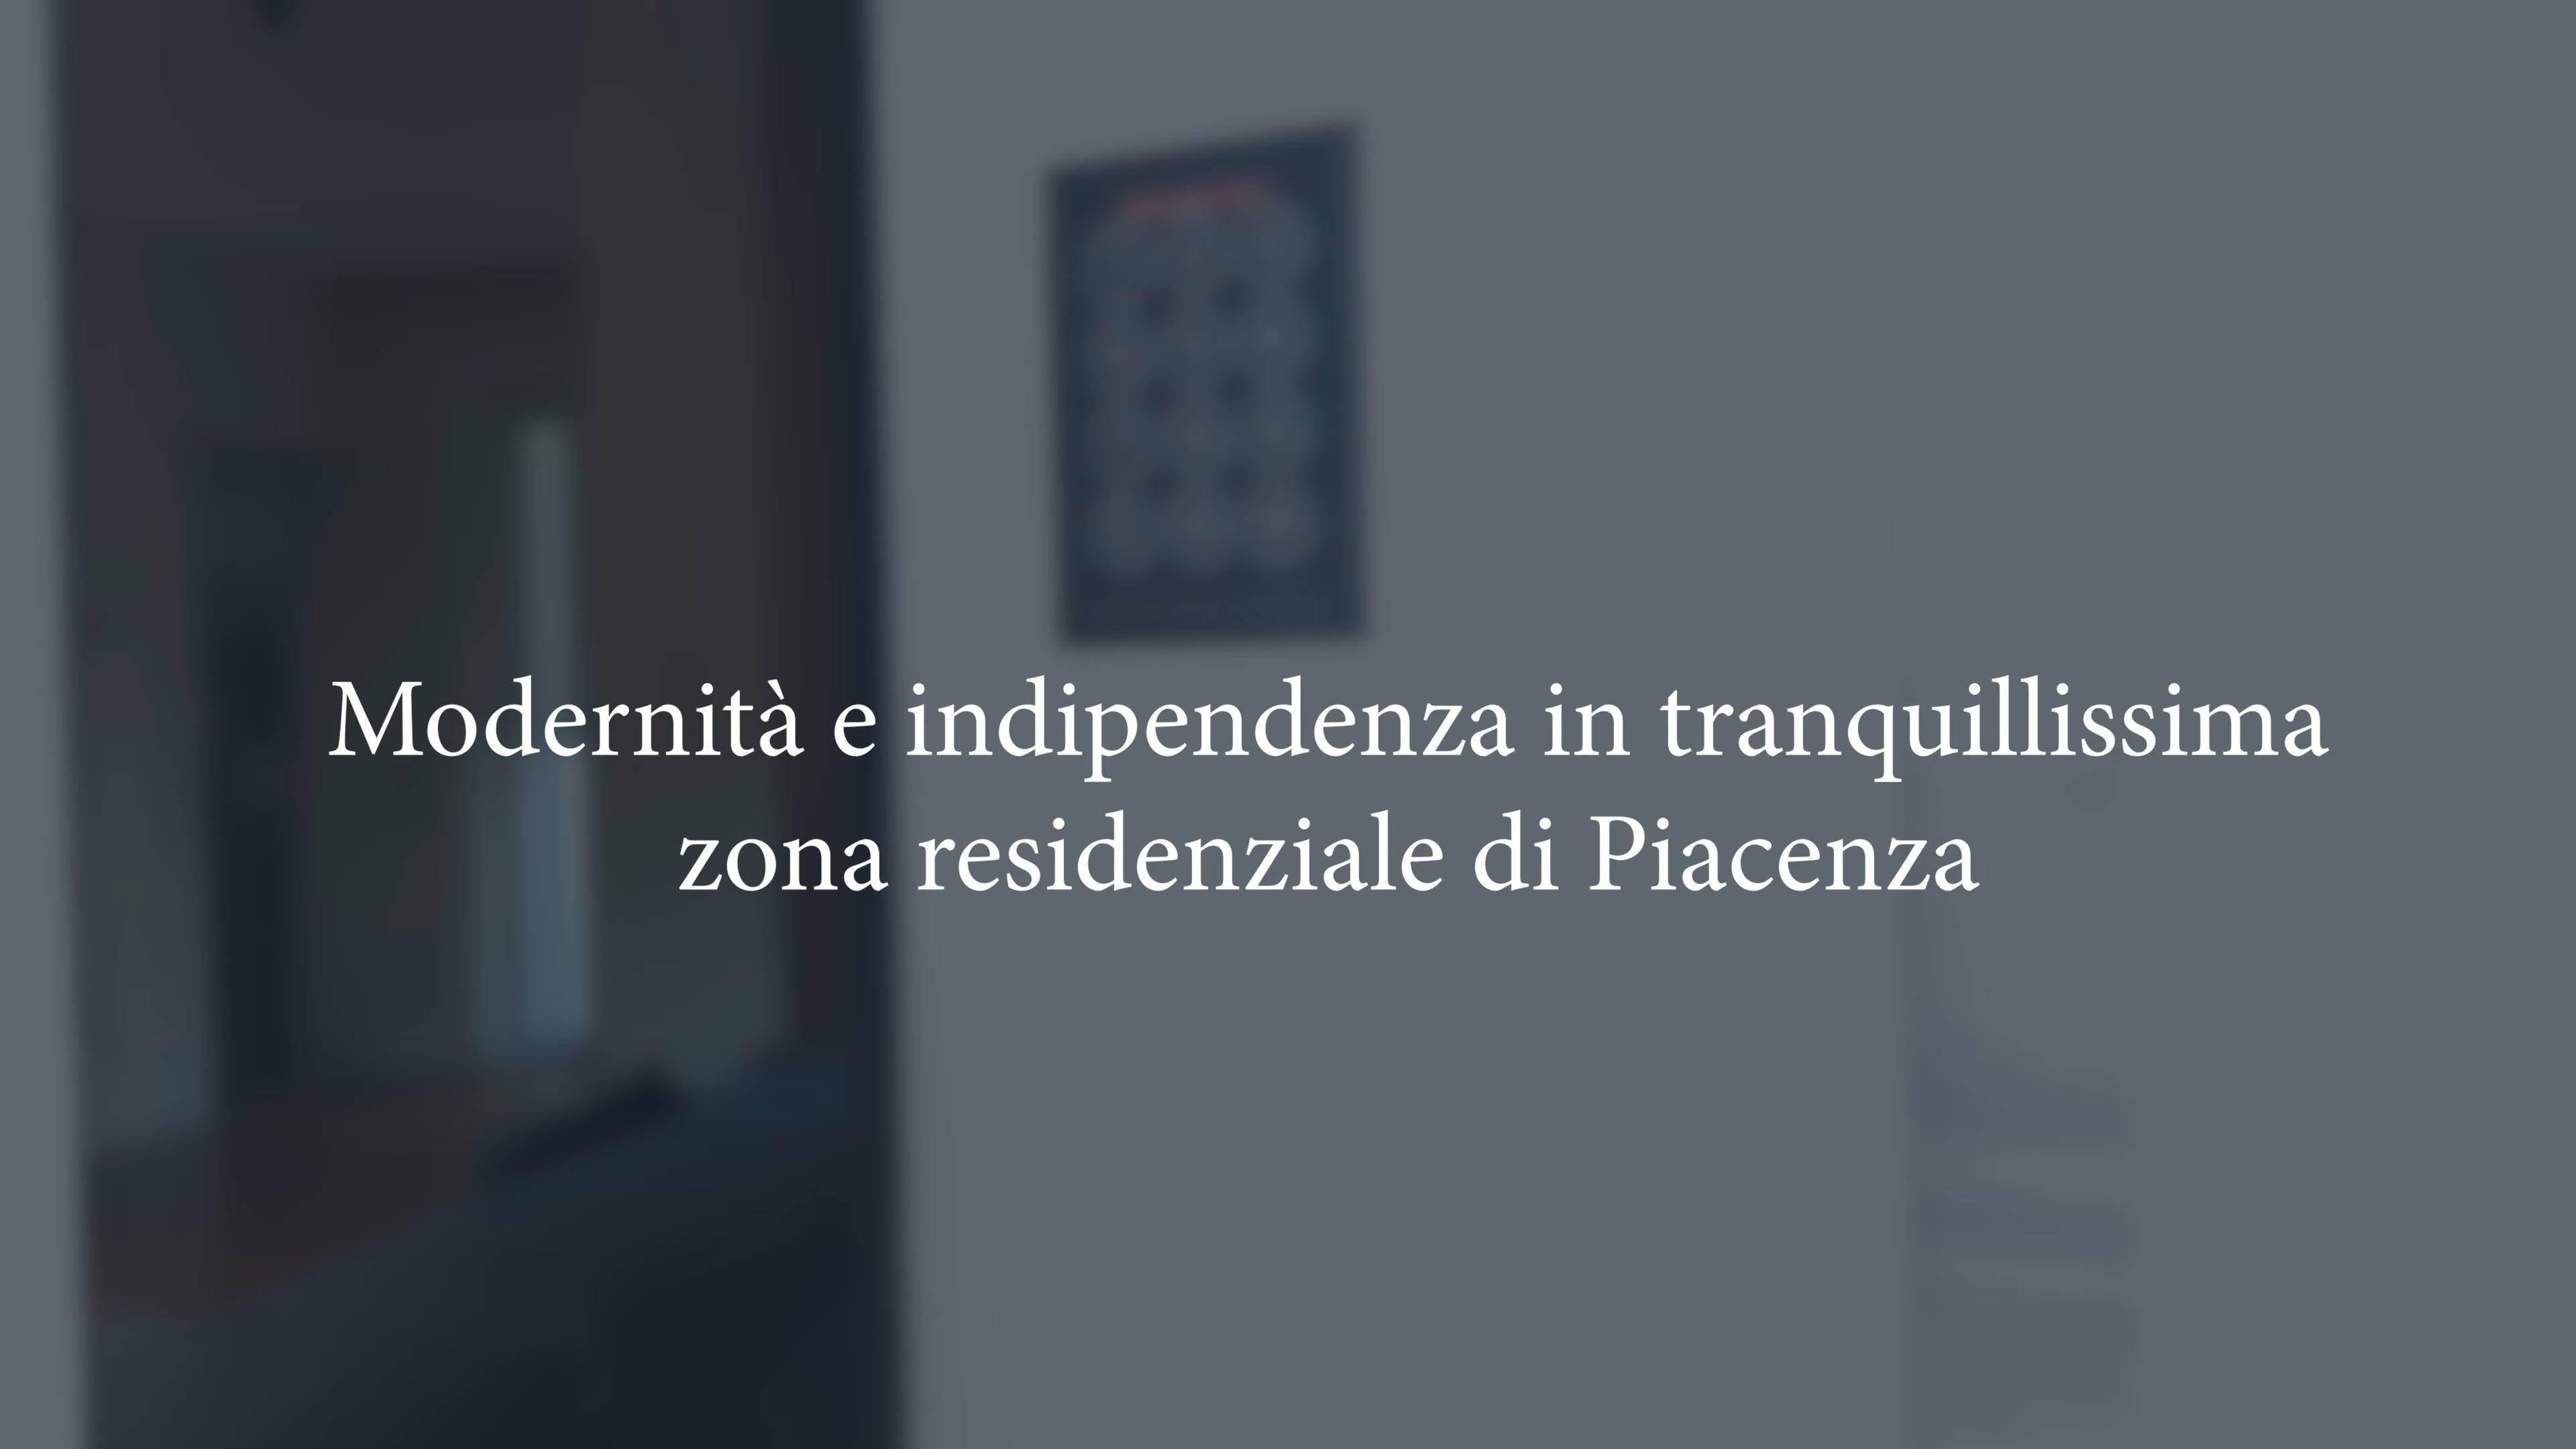 Modernità e indipendenza in tranquillissima
zona residenziale di Piacenza